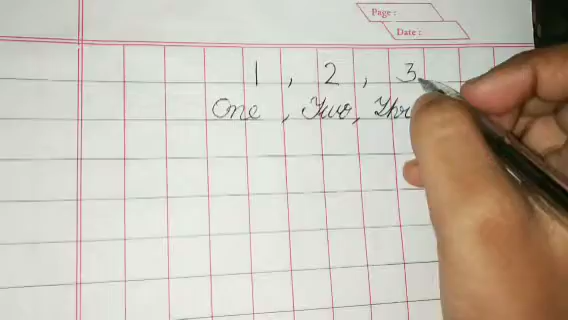 Page :
Date :
1 , 2 , 3
One , Two,